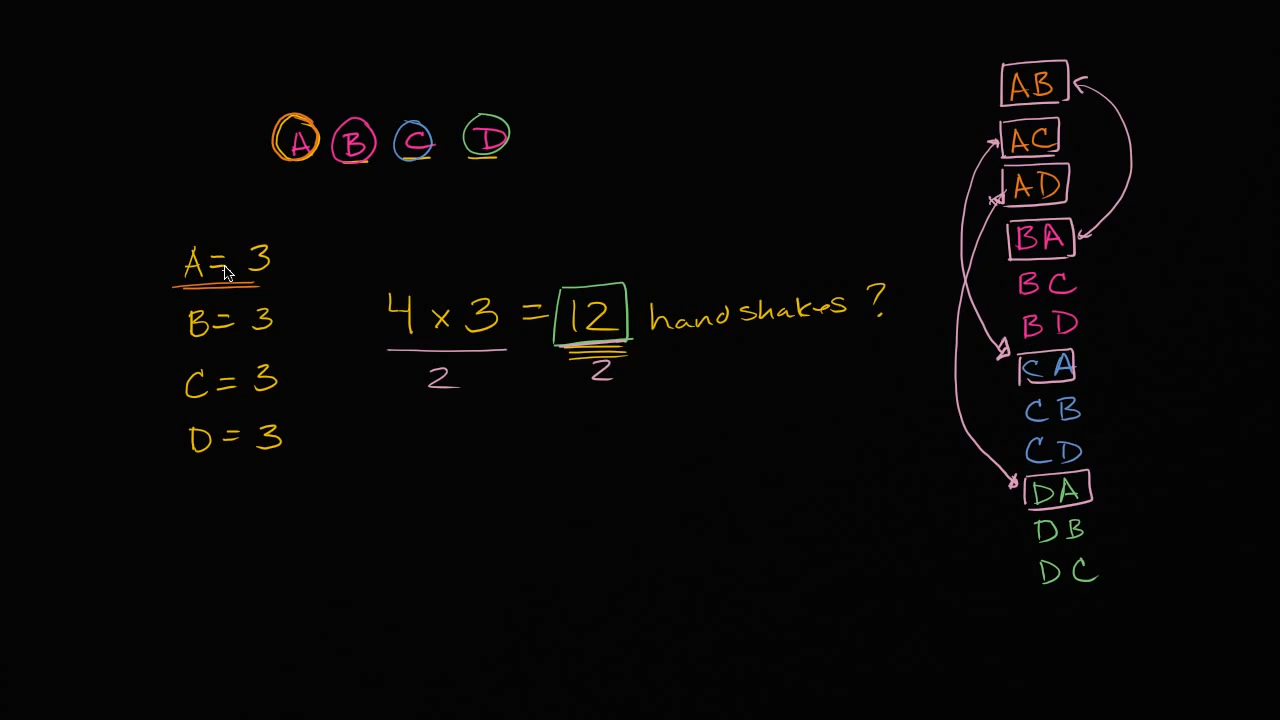 A B C D
A = 3
B = 3
C = 3
D = 3
4 x 3 = 12 handshakes ?
2 2
AB
AC
AD
BA
BC
BD
CA
CB
CD
DA
DB
DC